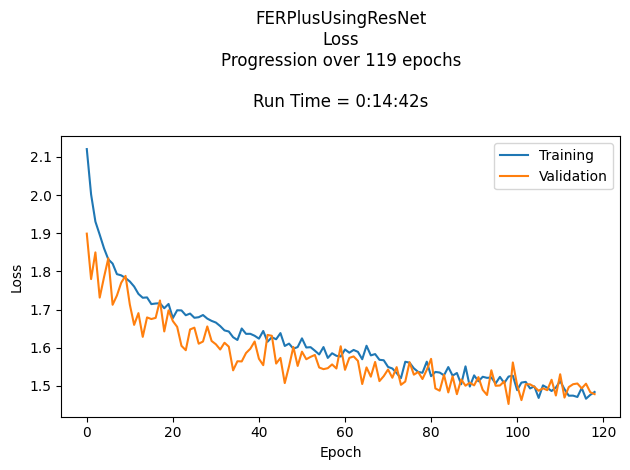 FERPlusUsingResNet
Loss
Progression over 119 epochs
Run Time = 0:14:42s
Training
Validation
2.1
2.0
1.9
1.8
1.7
1.6
1.5
Loss
0
20
40
60
80
100
120
Epoch